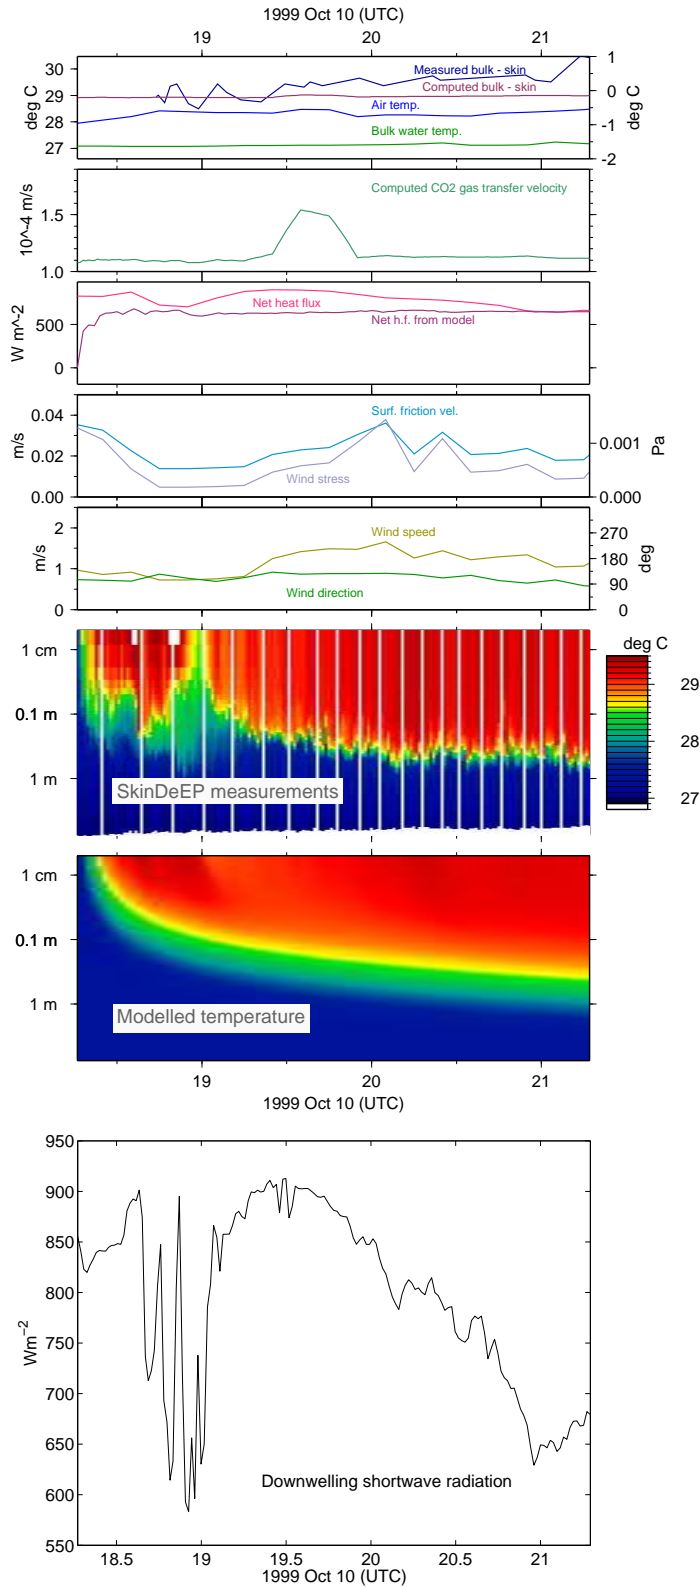 1999 Oct 10 (UTC)
19 20 21
30 29 28 27
deg C
Measured bulk - skin
Computed bulk - skin
Air temp.
Bulk water temp.
1 0 -1 -2
deg C
1.5 1.0
10^-4 m/s
Computed CO2 gas transfer velocity
500 0
W m^-2
Net heat flux
Net h.f. from model
0.04 0.02 0.00
m/s
Surf. friction vel.
Wind stress
0.001 0.000
Pa
2 1 0
m/s
Wind speed
Wind direction
270 180 90 0
deg
1 cm
0.1 m
1 m
SkinDeEP measurements
deg C
29
28
27
1 cm
0.1 m
1 m
Modelled temperature
19 20 21
1999 Oct 10 (UTC)
950
900
850
800
750
700
650
600
550
Wm−2
Downwelling shortwave radiation
18.5 19 19.5 20 20.5 21
1999 Oct 10 (UTC)